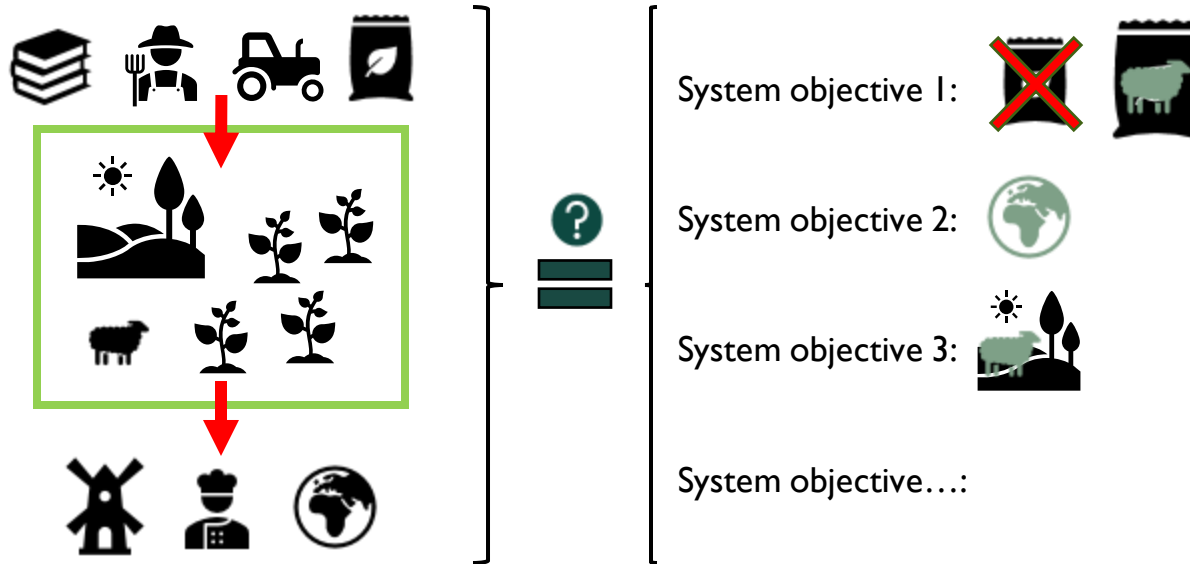 ?
System objective 1:
System objective 2:
System objective 3:
System objective…: